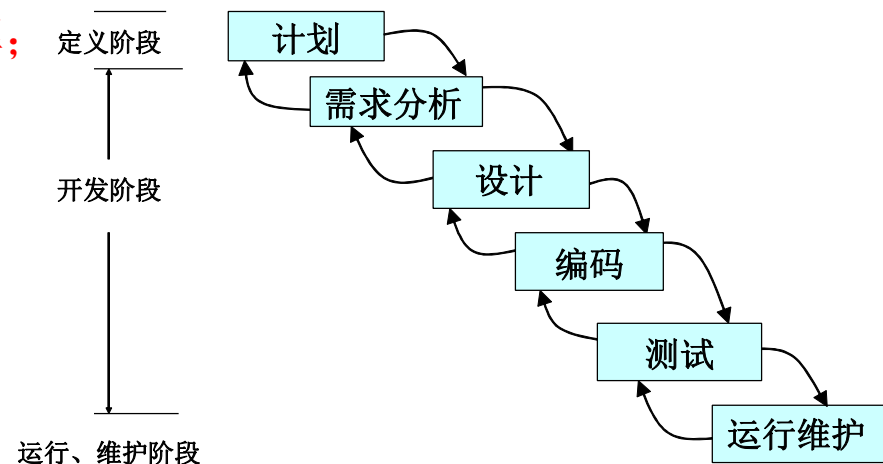 定义阶段
计划
需求分析
开发阶段
设计
编码
测试
运行维护
运行、维护阶段